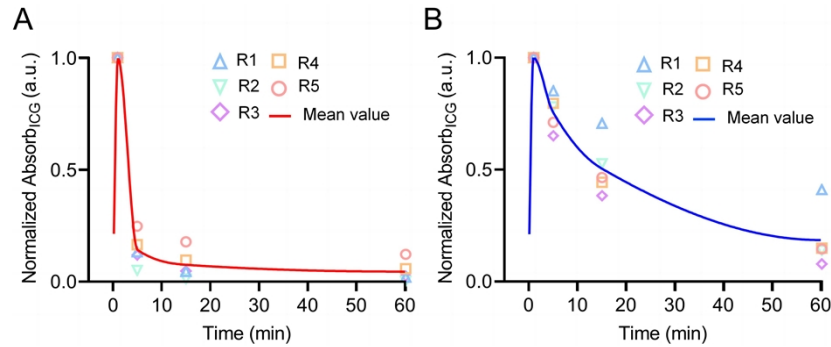 A
Normalized Absorb_ICG (a.u.)
1.0
0.5
0.0
R1
R4
R2
R5
R3
Mean value
0
10
20
30
40
50
60
Time (min)
B
Normalized Absorb_ICG (a.u.)
1.0
0.5
0.0
R1
R4
R2
R5
R3
Mean value
0
10
20
30
40
50
60
Time (min)